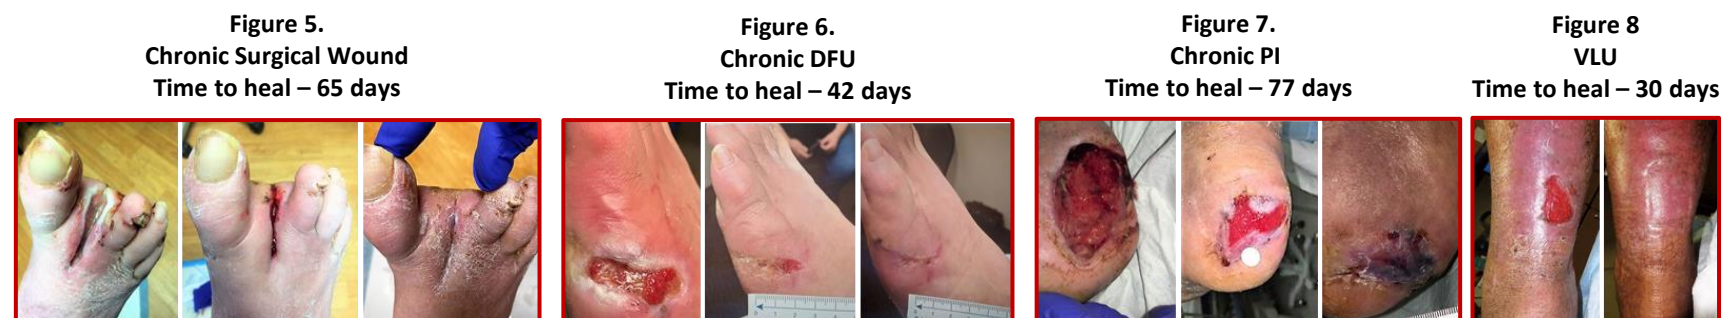 Figure 5.
Chronic Surgical Wound
Time to heal – 65 days
Figure 6.
Chronic DFU
Time to heal – 42 days
Figure 7.
Chronic PI
Time to heal – 77 days
Figure 8
VLU
Time to heal – 30 days